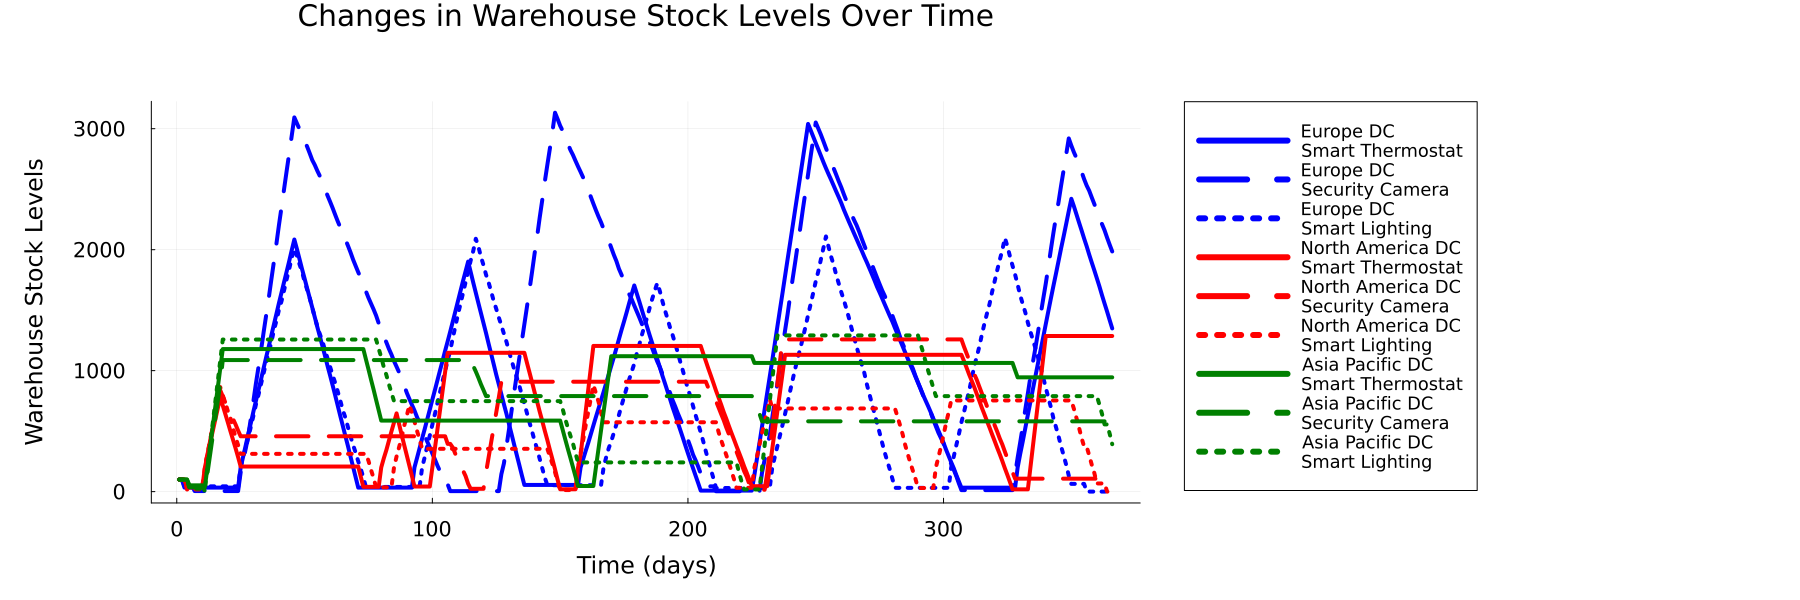 Changes in Warehouse Stock Levels Over Time
Warehouse Stock Levels
3000
2000
1000
0
0
100
200
300
Time (days)
Europe DC
Smart Thermostat
Europe DC
Security Camera
Europe DC
Smart Lighting
North America DC
Smart Thermostat
North America DC
Security Camera
North America DC
Smart Lighting
Asia Pacific DC
Smart Thermostat
Asia Pacific DC
Security Camera
Asia Pacific DC
Smart Lighting